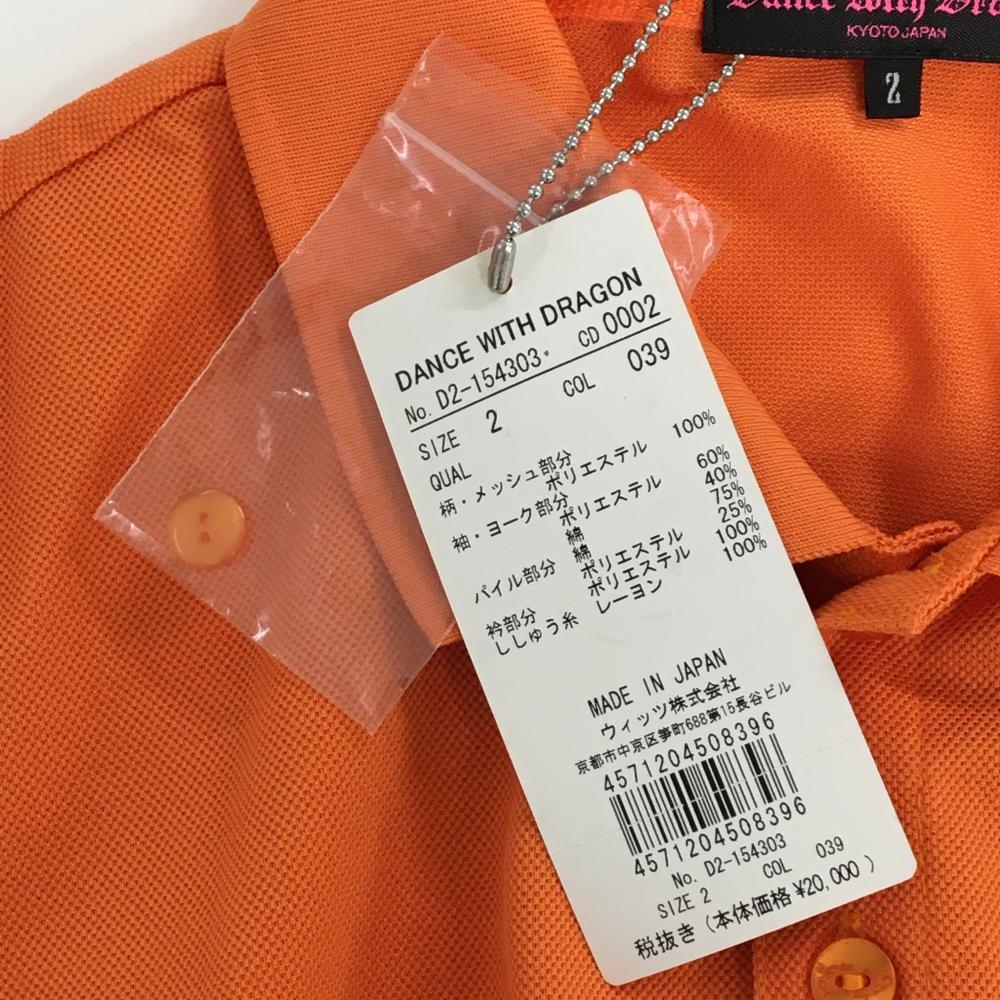 Dance With Dra
KYOTO JAPAN
2
DANCE WITH DRAGON
No. D2-154303* CD 0002
SIZE 2 COL 039
QUAL
柄・メッシュ部分
ポリエステル 100%
袖・ヨーク部分
ポリエステル 60%
綿 40%
綿 75%
パイル部分 ポリエステル 25%
ポリエステル 100%
衿部分 レーヨン 100%
ししゅう糸
MADE IN JAPAN
ウィッツ株式会社
京都市中京区笋町688第15長谷ビル
4571204508396
4571204508396
No. D2-154303
SIZE 2 COL 039
税抜き (本体価格 ¥20,000 )